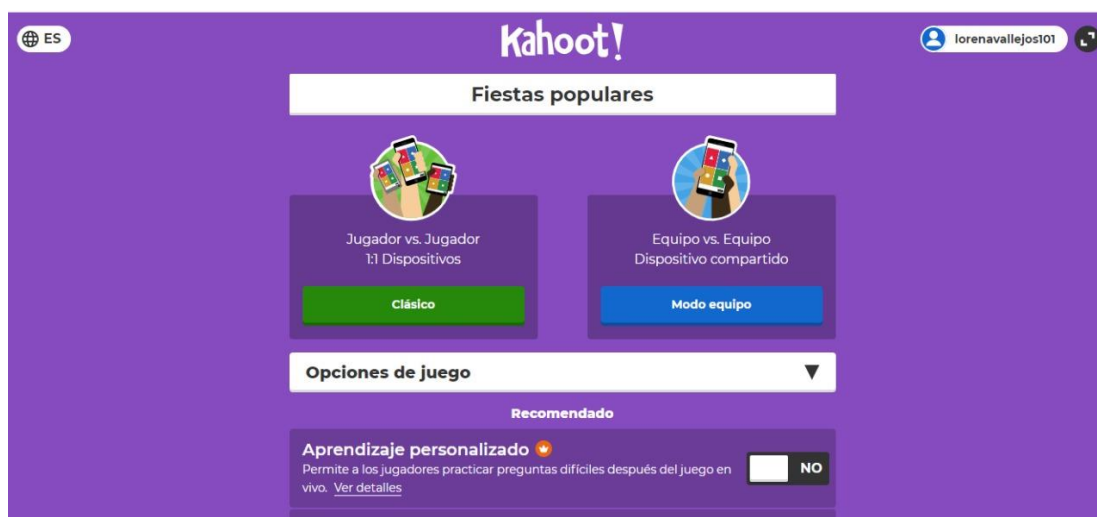 ES
Kahoot!
lorenavallejos101
Fiestas populares
Jugador vs. Jugador
1:1 Dispositivos
Clásico
Equipo vs. Equipo
Dispositivo compartido
Modo equipo
Opciones de juego
Recomendado
Aprendizaje personalizado
Permite a los jugadores practicar preguntas difíciles después del juego en
vivo. Ver detalles
NO